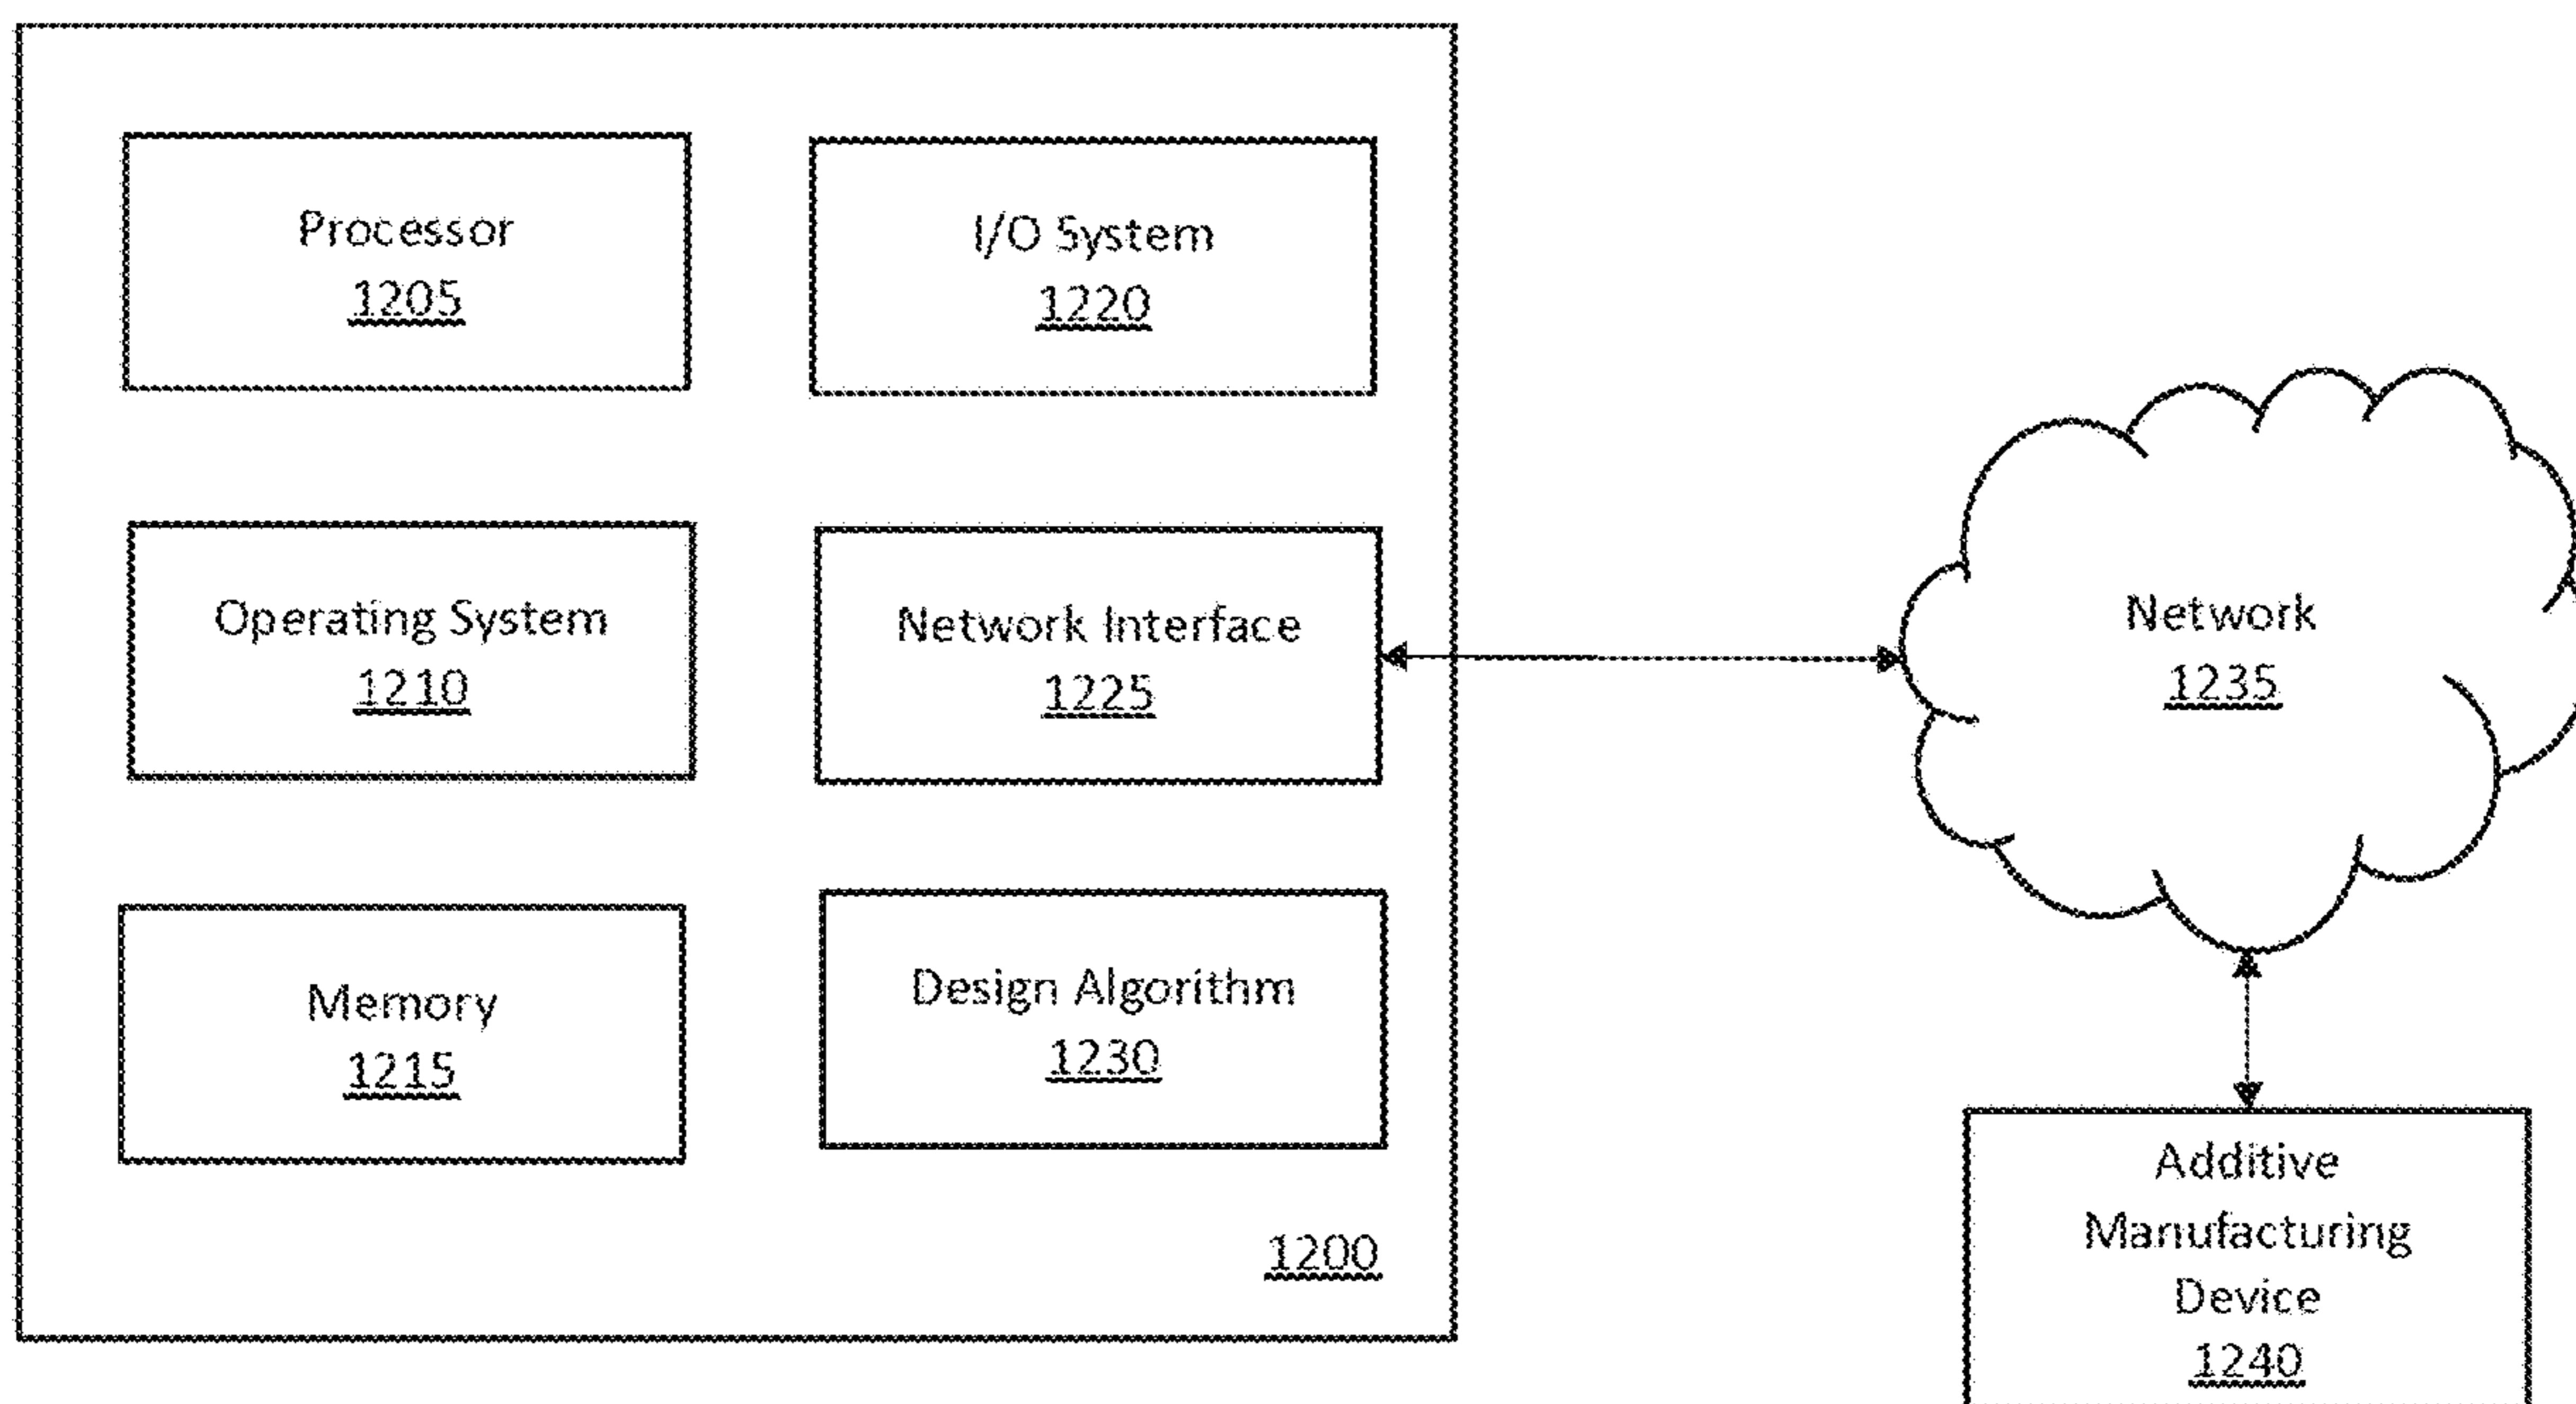 Processor
1205
I/O System
1220
Operating System
1210
Network Interface
1225
Memory
1215
Design Algorithm
1230
1200
Network
1235
Additive
Manufacturing
Device
1240